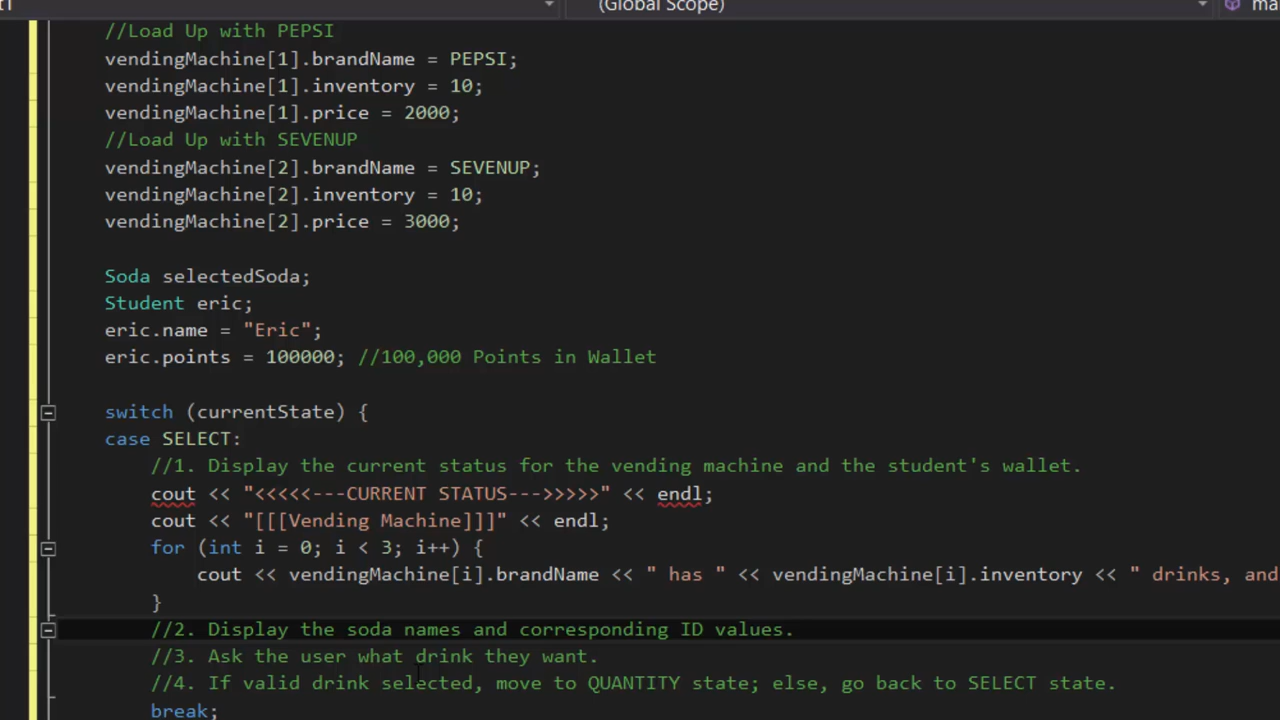 (Global Scope)
//Load Up with PEPSI
vendingMachine[1].brandName = PEPSI;
vendingMachine[1].inventory = 10;
vendingMachine[1].price = 2000;
//Load Up with SEVENUP
vendingMachine[2].brandName = SEVENUP;
vendingMachine[2].inventory = 10;
vendingMachine[2].price = 3000;
Soda selectedSoda;
Student eric;
eric.name = "Eric";
eric.points = 100000; //100,000 Points in Wallet
switch (currentState) {
case SELECT:
//1. Display the current status for the vending machine and the student's wallet.
cout << "<<<<<---CURRENT STATUS--->>>>>" << endl;
cout << "[[[Vending Machine]]]" << endl;
for (int i = 0; i < 3; i++) {
cout << vendingMachine[i].brandName << " has " << vendingMachine[i].inventory << " drinks, and
}
//2. Display the soda names and corresponding ID values.
//3. Ask the user what drink they want.
//4. If valid drink selected, move to QUANTITY state; else, go back to SELECT state.
break;